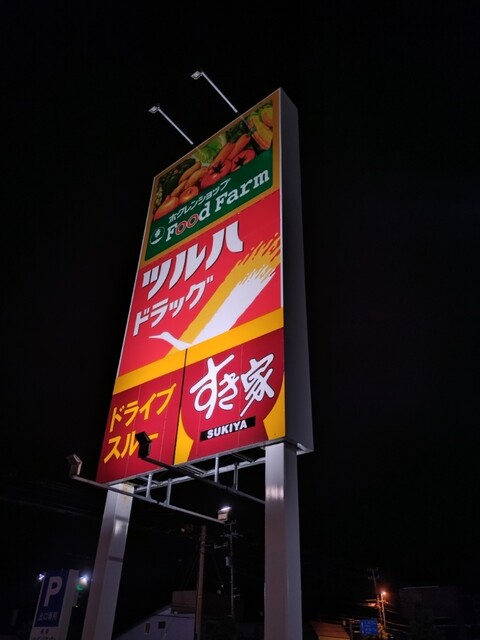 ホクレンショップ
Food Farm
ツルハ
ドラッグ
ドライブ
スルー
すき家
SUKIYA
P